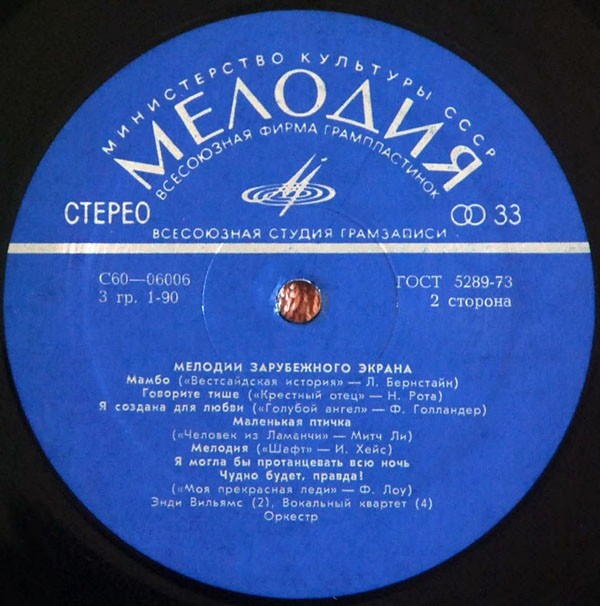 МИНИСТЕРСТВО КУЛЬТУРЫ СССР
МЕЛОДИЯ
ВСЕСОЮЗНАЯ ФИРМА ГРАМПЛАСТИНОК
СТЕРЕО
33
ВСЕСОЮЗНАЯ СТУДИЯ ГРАМЗАПИСИ
С60—06006
ГОСТ 5289-73
3 гр. 1-90
2 сторона
МЕЛОДИИ ЗАРУБЕЖНОГО ЭКРАНА
Мамбо («Вестсайдская история» — Л. Бернстайн)
Говорите тише («Крестный отец» — Н. Рота)
Я создана для любви («Голубой ангел» — Ф. Голландер)
Маленькая птичка
(«Человек из Ламанчи» — Митч Ли)
Мелодия («Шафт» — И. Хейс)
Я могла бы протанцевать всю ночь
Чудно будет, правда!
(«Моя прекрасная леди» — Ф. Лоу)
Энди Вильямс (2), Вокальный квартет (4)
Оркестр